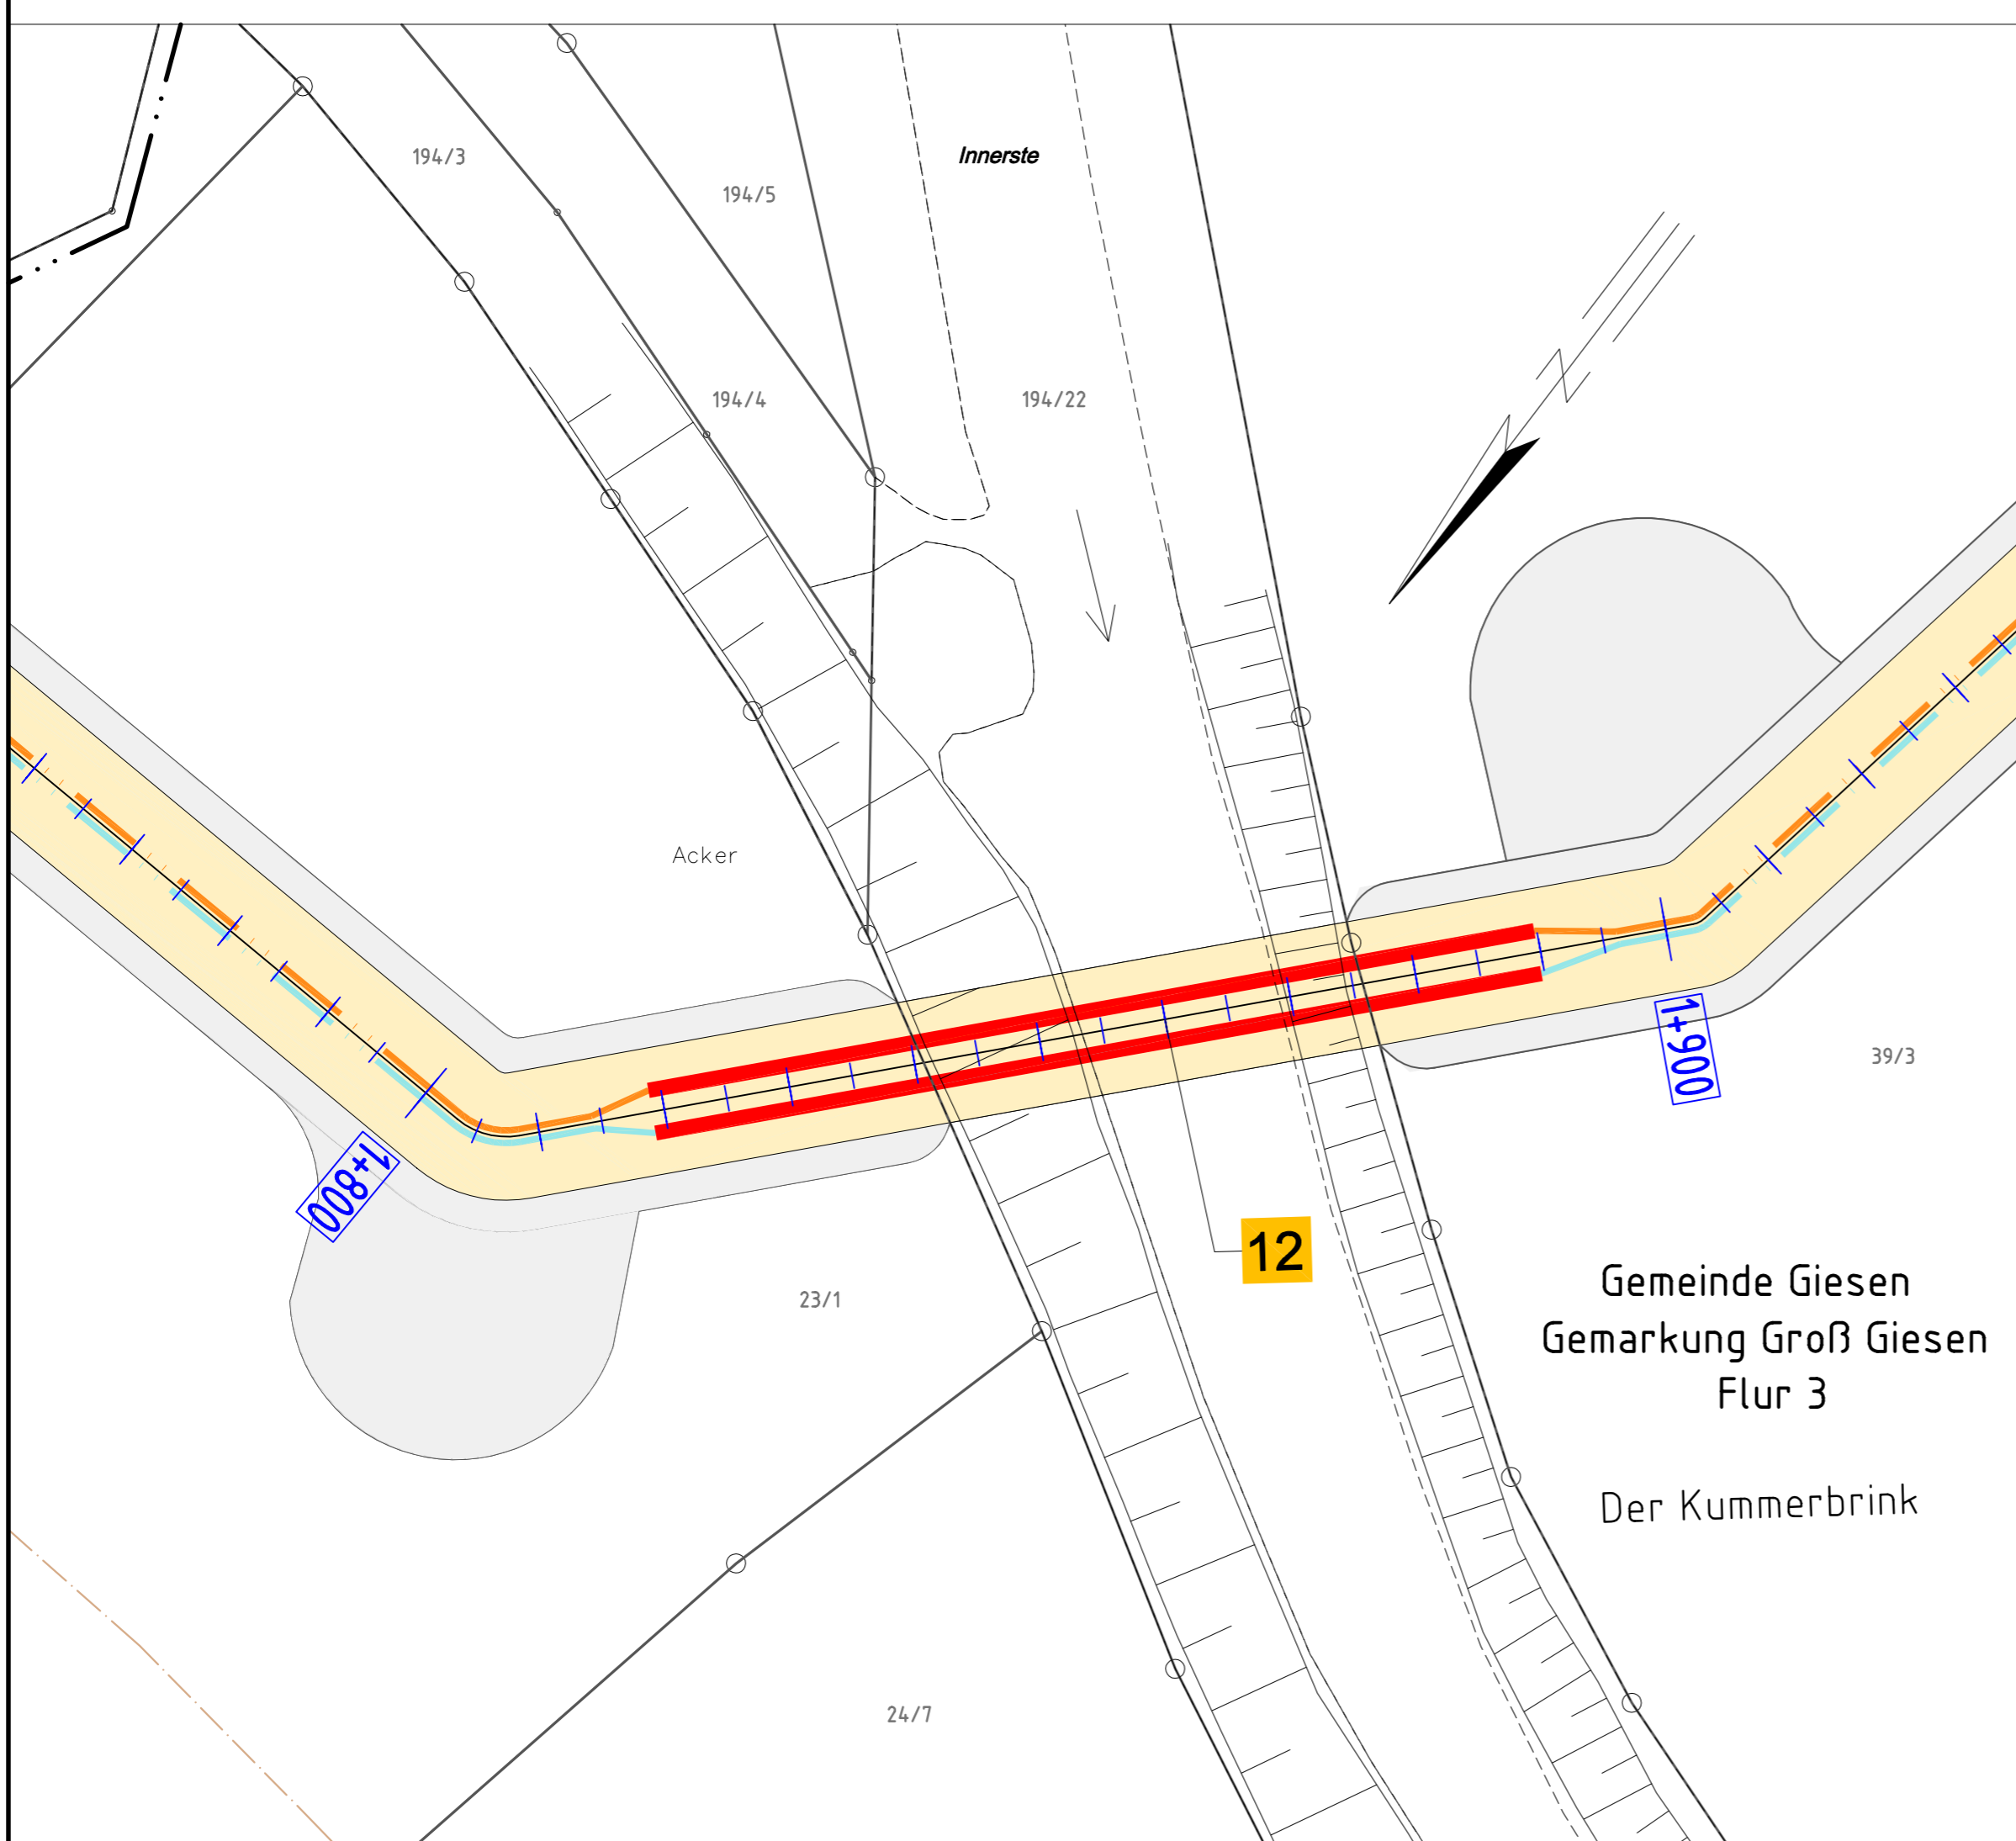 Innerste
194/3
194/5
194/4
194/22
N
Acker
1+900
39/3
1+800
12
23/1
Gemeinde Giesen
Gemarkung Groß Giesen
Flur 3
Der Kummerbrink
24/7